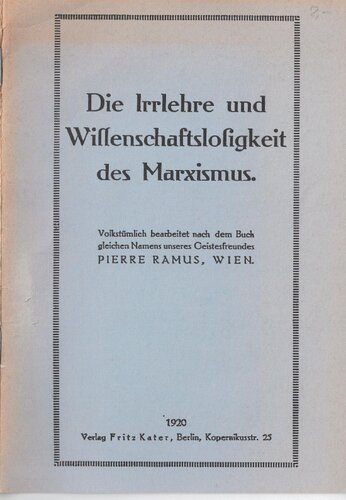 Die Irrlehre und
Wiſſenschaftsloſigkeit
des Marxismus.
Volkstümlich bearbeitet nach dem Buch
gleichen Namens unseres Geistesfreundes
PIERRE RAMUS, WIEN.
1920
Verlag Fritz Kater, Berlin, Kopernikusstr. 25